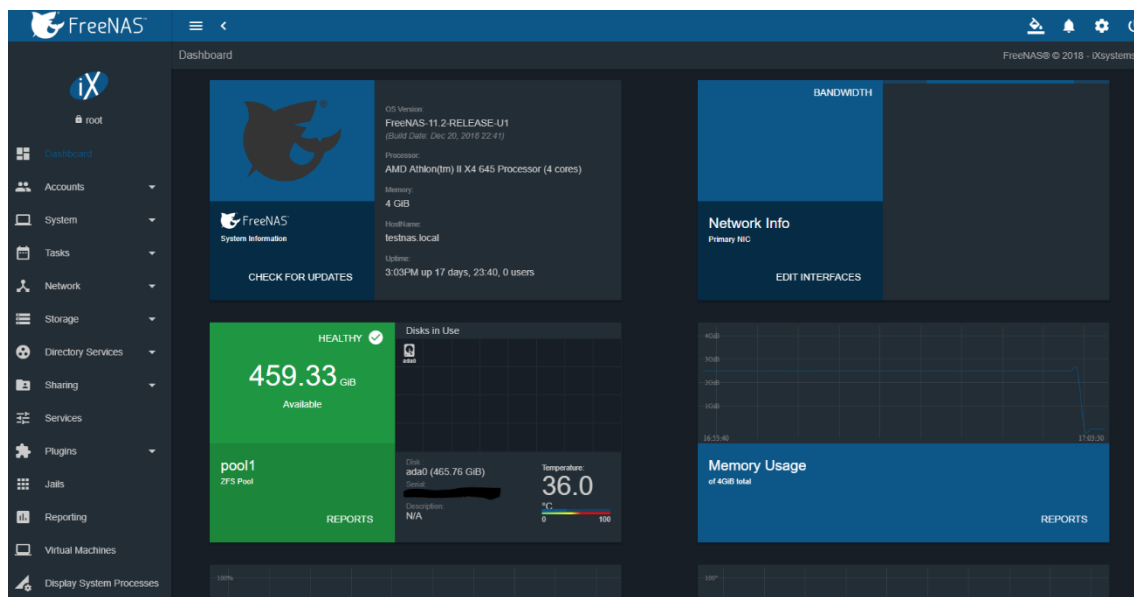 FreeNAS
Dashboard
FreeNAS® © 2018 - iXsystems
iX
root
Dashboard
Accounts
System
Tasks
Network
Storage
Directory Services
Sharing
Services
Plugins
Jails
Reporting
Virtual Machines
Display System Processes
OS Version:
FreeNAS-11.2-RELEASE-U1
(Build Date: Dec 20, 2018 22:41)
Processor:
AMD Athlon(tm) II X4 645 Processor (4 cores)
Memory:
4 GiB
HostName:
testnas.local
Uptime:
3:03PM up 17 days, 23:40, 0 users
FreeNAS
System Information
CHECK FOR UPDATES
BANDWIDTH
Network Info
Primary NIC
EDIT INTERFACES
HEALTHY
459.33 GiB
Available
pool1
ZFS Pool
REPORTS
Disks in Use
ada0
Disk:
ada0 (465.76 GiB)
Serial:
Description:
N/A
Temperature:
36.0
°C
0 100
4GiB
3GiB
2GiB
1GiB
16:33:40 17:03:30
Memory Usage
of 4GiB total
REPORTS
100%
100°